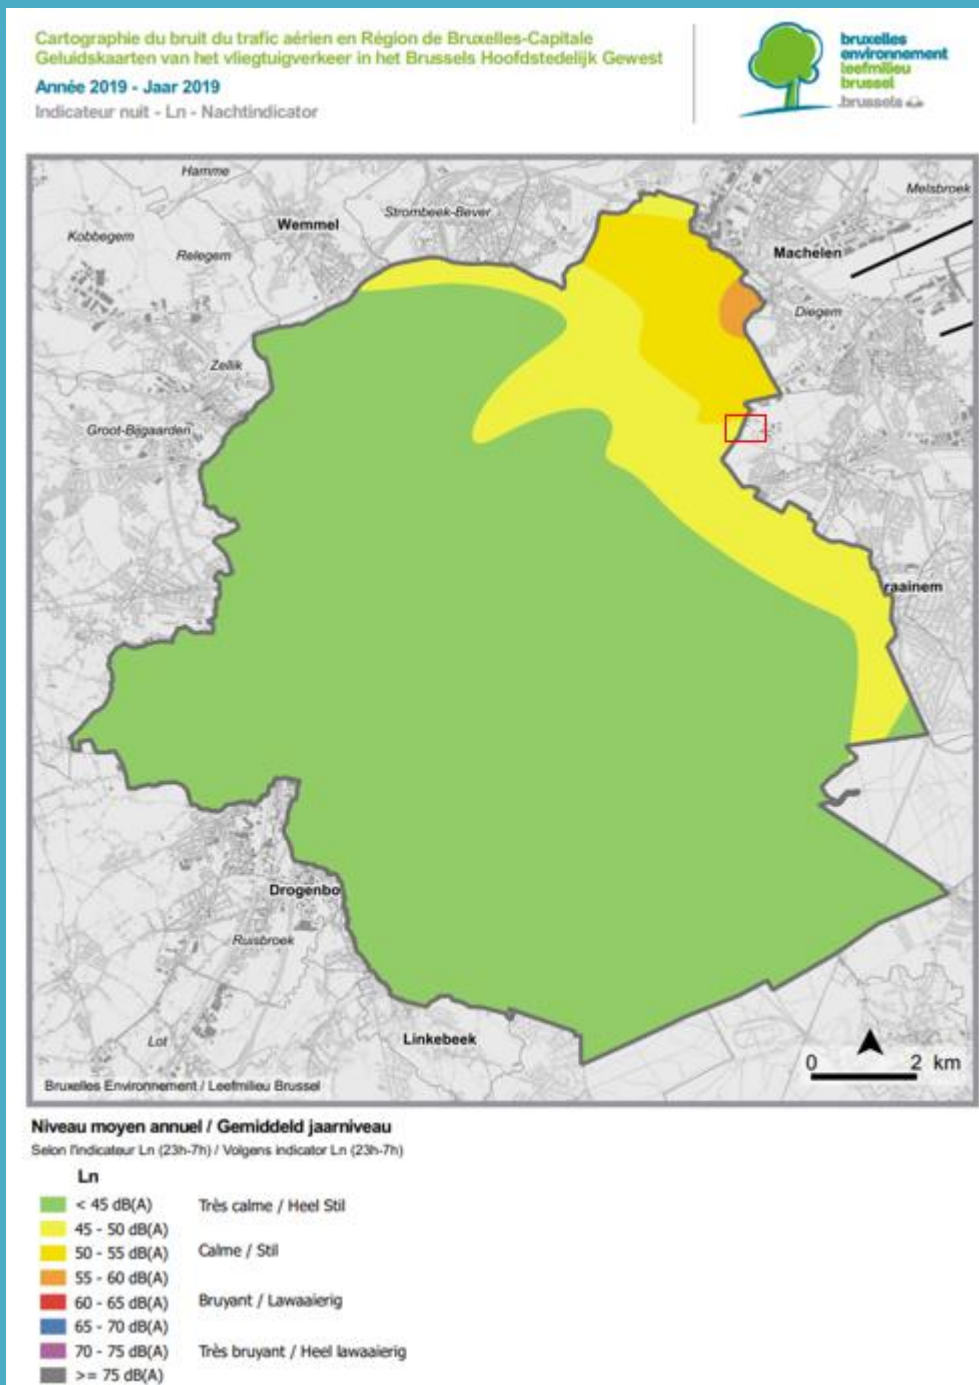 Cartographie du bruit du trafic aérien en Région de Bruxelles-Capitale
Geluidskaarten van het vliegtuigverkeer in het Brussels Hoofdstedelijk Gewest
Année 2019 - Jaar 2019
Indicateur nuit - Ln - Nachtindicator
bruxelles
environnement
leefmilieu
brussel
.brussels
Hamme
Melsbroek
Strombeek-Bever
Wemmel
Kobbegem
Machelen
Relegem
Diegem
Zellik
Groot-Bijgaarden
raainem
Drogenbo
Ruisbroek
Linkebeek
Lot
0 2 km
Bruxelles Environnement / Leefmilieu Brussel
Niveau moyen annuel / Gemiddeld jaarniveau
Selon l'indicateur Ln (23h-7h) / Volgens indicator Ln (23h-7h)
Ln
< 45 dB(A) Très calme / Heel Stil
45 - 50 dB(A)
50 - 55 dB(A) Calme / Stil
55 - 60 dB(A)
60 - 65 dB(A) Bruyant / Lawaaierig
65 - 70 dB(A)
70 - 75 dB(A) Très bruyant / Heel lawaaierig
>= 75 dB(A)